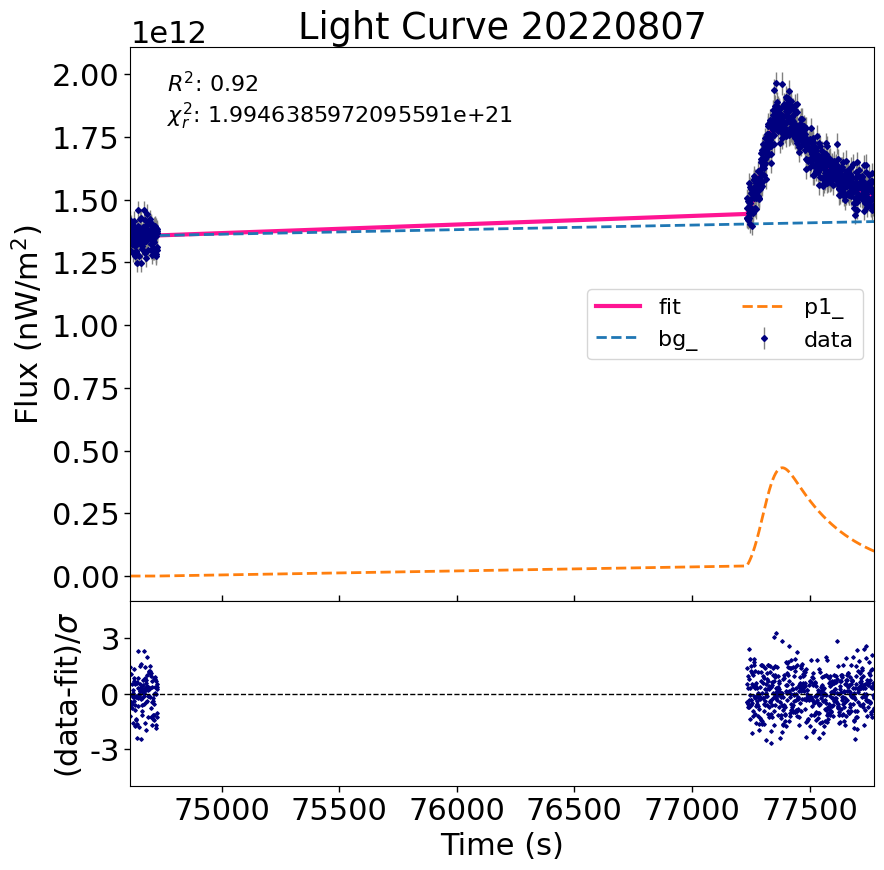 Light Curve 20220807
1e12
R²: 0.92
χ²ᵣ: 1.9946385972095591e+21
2.00
1.75
1.50
1.25
1.00
0.75
0.50
0.25
0.00
Flux (nW/m²)
fit
p1_
bg_
data
3
0
-3
(data-fit)/σ
75000 75500 76000 76500 77000 77500
Time (s)